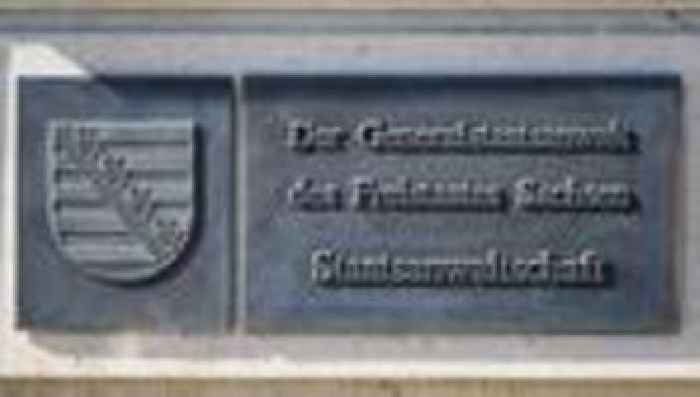 Der Generalstaatsanwalt
des Freistaates Sachsen
Staatsanwaltschaft